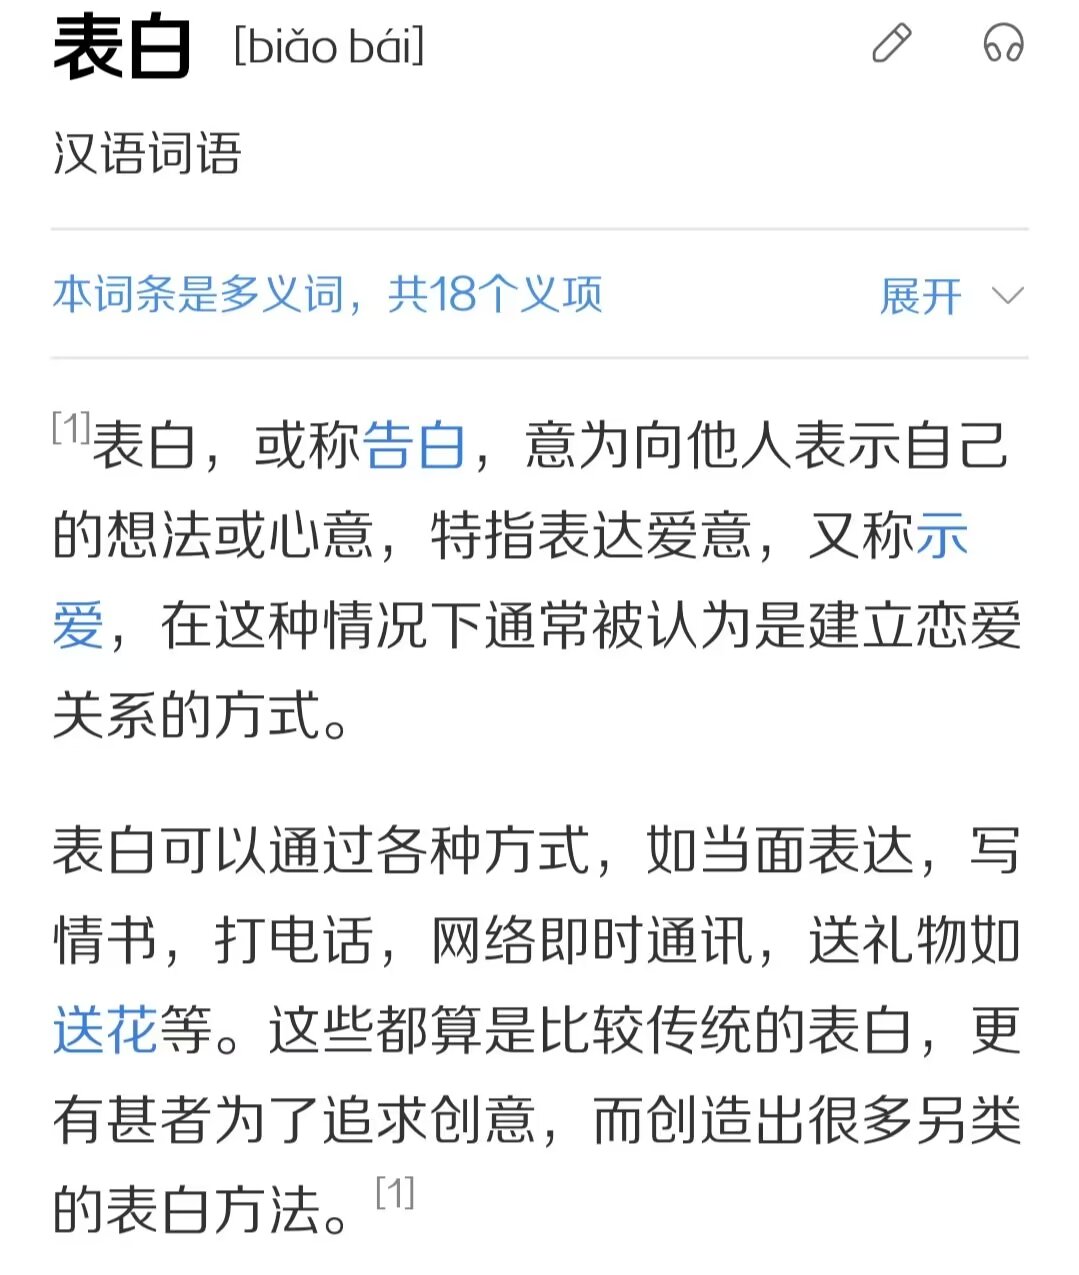 表白 [biǎo bái]
汉语词语
本词条是多义词，共18个义项 展开
[1]表白，或称告白，意为向他人表示自己
的想法或心意，特指表达爱意，又称示
爱，在这种情况下通常被认为是建立恋爱
关系的方式。
表白可以通过各种方式，如当面表达，写
情书，打电话，网络即时通讯，送礼物如
送花等。这些都算是比较传统的表白，更
有甚者为了追求创意，而创造出很多另类
的表白方法。[1]